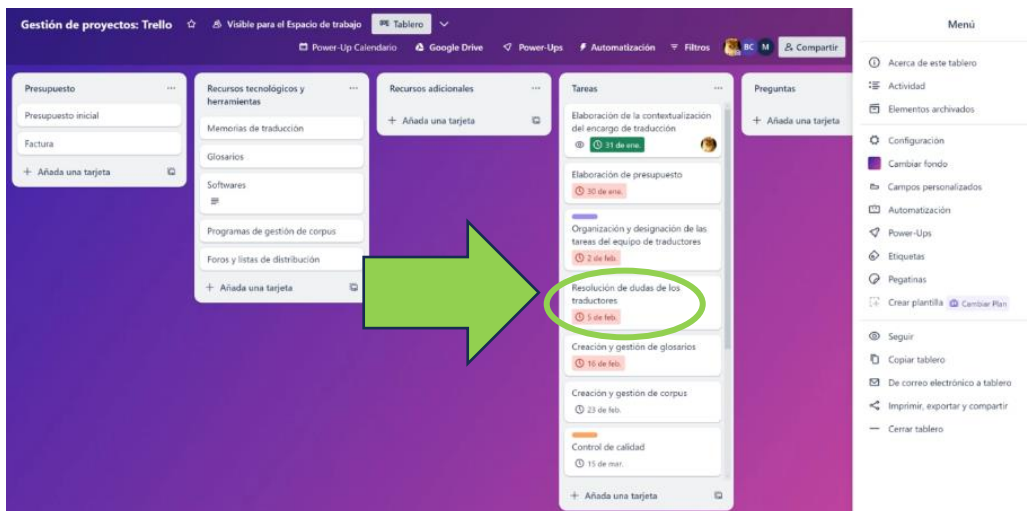 Gestión de proyectos: Trello
Visible para el Espacio de trabajo
Tablero
Power-Up Calendario
Google Drive
Power-Ups
Automatización
Filtros
BC
M
Compartir
Presupuesto
Presupuesto inicial
Factura
+ Añada una tarjeta
Recursos tecnológicos y
herramientas
Memorias de traducción
Glosarios
Softwares
Programas de gestión de corpus
Foros y listas de distribución
+ Añada una tarjeta
Recursos adicionales
+ Añada una tarjeta
Tareas
Elaboración de la contextualización
del encargo de traducción
31 de ene.
Elaboración de presupuesto
30 de ene.
Organización y designación de las
tareas del equipo de traductores
2 de feb.
Resolución de dudas de los
traductores
5 de feb.
Creación y gestión de glosarios
16 de feb.
Creación y gestión de corpus
23 de feb.
Control de calidad
15 de mar.
+ Añada una tarjeta
Preguntas
+ Añada una tarjeta
Menú
Acerca de este tablero
Actividad
Elementos archivados
Configuración
Cambiar fondo
Campos personalizados
Automatización
Power-Ups
Etiquetas
Pegatinas
Crear plantilla Cambiar Plan
Seguir
Copiar tablero
De correo electrónico a tablero
Imprimir, exportar y compartir
Cerrar tablero